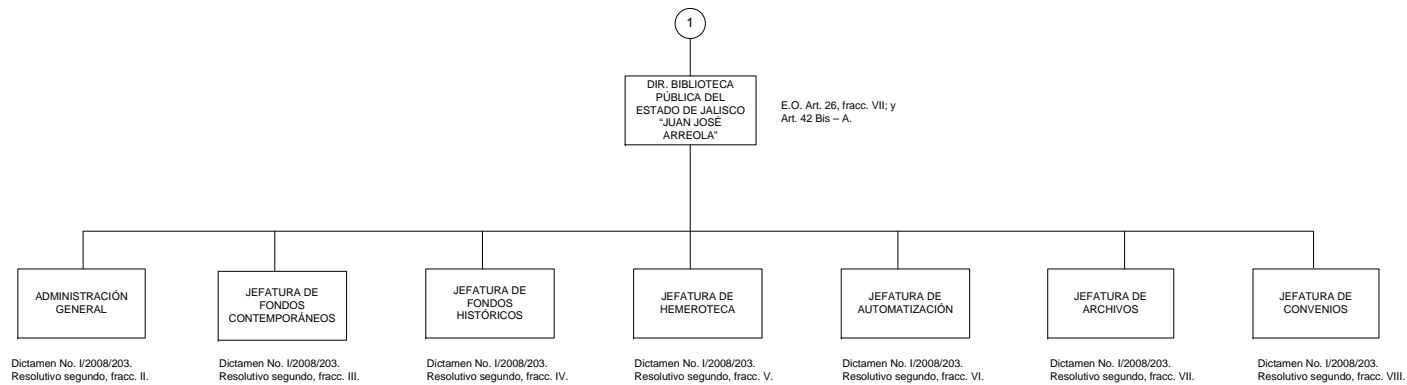 1
DIR. BIBLIOTECA
PÚBLICA DEL
ESTADO DE JALISCO
“JUAN JOSÉ
ARREOLA”
E.O. Art. 26, fracc. VII; y
Art. 42 Bis – A.
ADMINISTRACIÓN
GENERAL
JEFATURA DE
FONDOS
CONTEMPORÁNEOS
JEFATURA DE
FONDOS
HISTÓRICOS
JEFATURA DE
HEMEROTECA
JEFATURA DE
AUTOMATIZACIÓN
JEFATURA DE
ARCHIVOS
JEFATURA DE
CONVENIOS
Dictamen No. I/2008/203.
Resolutivo segundo, fracc. II.
Dictamen No. I/2008/203.
Resolutivo segundo, fracc. III.
Dictamen No. I/2008/203.
Resolutivo segundo, fracc. IV.
Dictamen No. I/2008/203.
Resolutivo segundo, fracc. V.
Dictamen No. I/2008/203.
Resolutivo segundo, fracc. VI.
Dictamen No. I/2008/203.
Resolutivo segundo, fracc. VII.
Dictamen No. I/2008/203.
Resolutivo segundo, fracc. VIII.